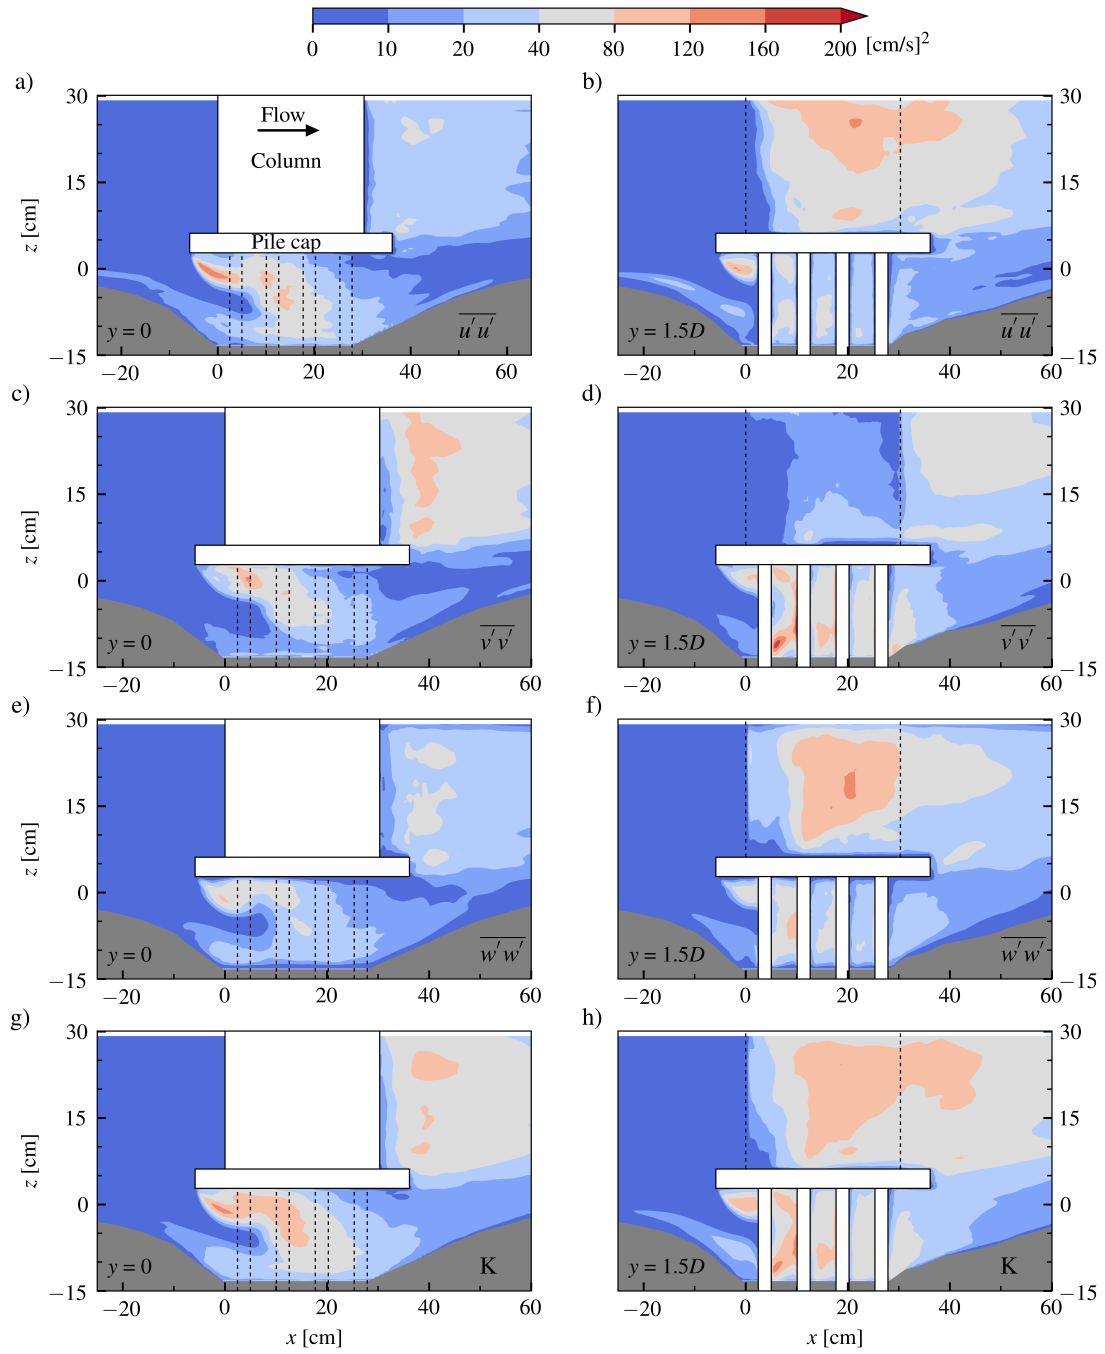 0 10 20 40 80 120 160 200 [cm/s]²
a) b)
30 30
Flow
Column
15 15
z [cm]
Pile cap
0 0
y = 0 u′u′ y = 1.5D u′u′
−15 −15
−20 0 20 40 60 −20 0 20 40 60
c) d)
30 30
15 15
z [cm]
0 0
y = 0 v′v′ y = 1.5D v′v′
−15 −15
−20 0 20 40 60 −20 0 20 40 60
e) f)
30 30
15 15
z [cm]
0 0
y = 0 w′w′ y = 1.5D w′w′
−15 −15
−20 0 20 40 60 −20 0 20 40 60
g) h)
30 30
15 15
z [cm]
0 0
y = 0 K y = 1.5D K
−15 −15
−20 0 20 40 60 −20 0 20 40 60
x [cm] x [cm]